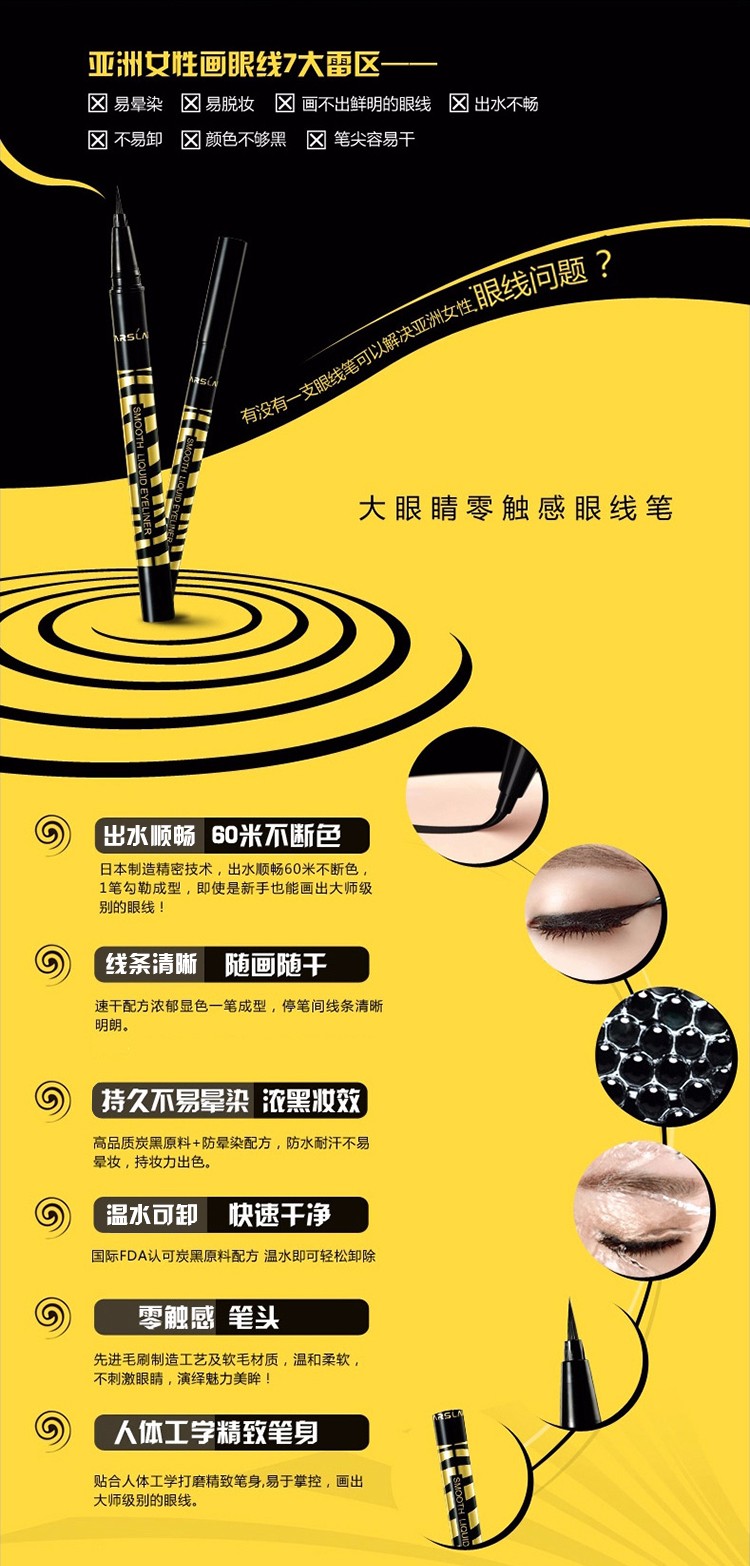 亚洲女性画眼线7大雷区——
易晕染 易脱妆 画不出鲜明的眼线 出水不畅
不易卸 颜色不够黑 笔尖容易干
有没有一支眼线笔可以解决亚洲女性眼线问题？
ARSLA
SMOOTH LIQUID EYELINER
ARSLA
SMOOTH LIQUID EYELINER
大眼睛零触感眼线笔
出水顺畅 60米不断色
日本制造精密技术，出水顺畅60米不断色，
1笔勾勒成型，即使是新手也能画出大师级
别的眼线！
线条清晰 随画随干
速干配方浓郁显色一笔成型，停笔间线条清晰
明朗。
持久不易晕染 浓黑妆效
高品质炭黑原料+防晕染配方，防水耐汗不易
晕妆，持妆力出色。
温水可卸 快速干净
国际FDA认可炭黑原料配方 温水即可轻松卸除
零触感 笔头
先进毛刷制造工艺及软毛材质，温和柔软，
不刺激眼睛，演绎魅力美眸！
人体工学精致笔身
贴合人体工学打磨精致笔身,易于掌控，画出
大师级别的眼线。
ARSLA
SMOOTH LIQUID